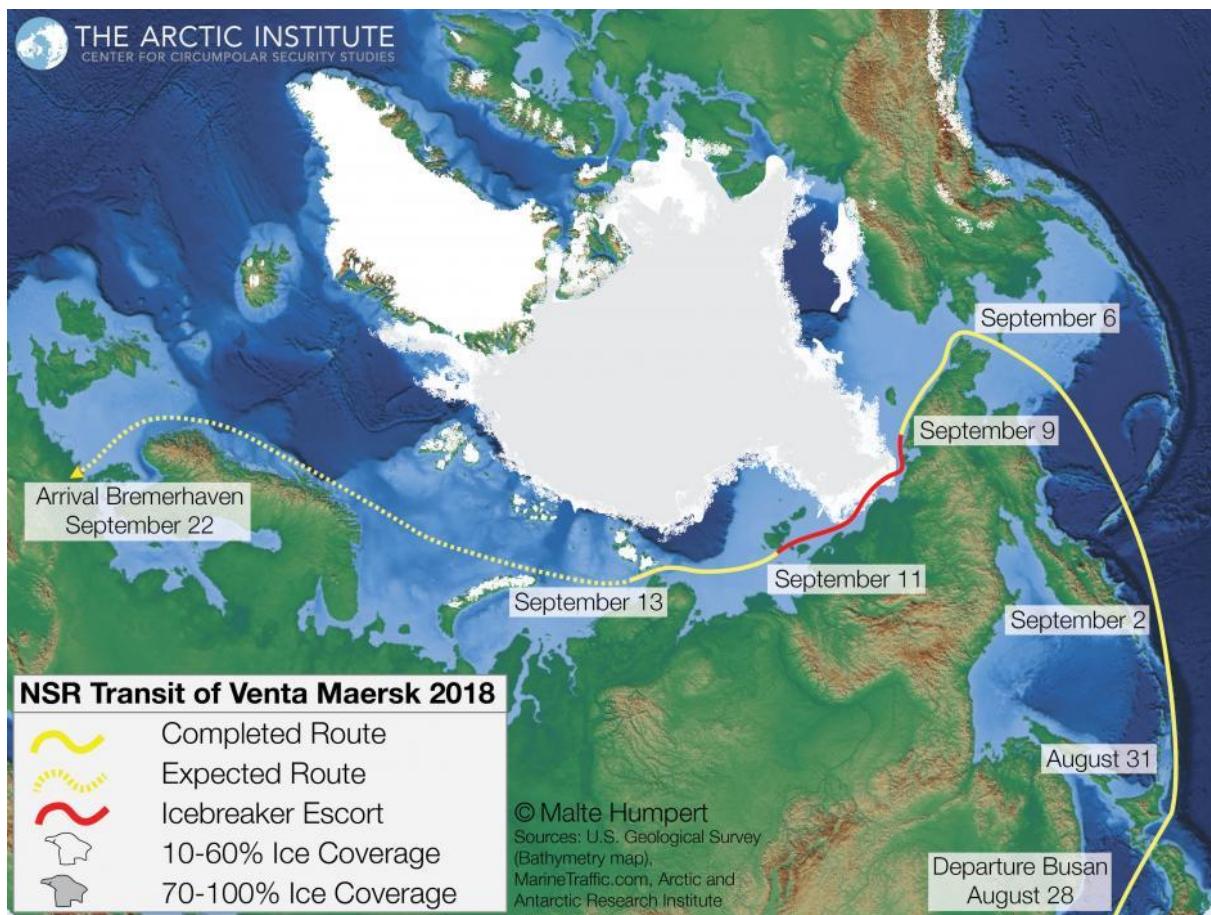 THE ARCTIC INSTITUTE
CENTER FOR CIRCUMPOLAR SECURITY STUDIES
September 6
September 9
Arrival Bremerhaven
September 22
September 11
September 13
September 2
August 31
Departure Busan
August 28
NSR Transit of Venta Maersk 2018
Completed Route
Expected Route
Icebreaker Escort
10-60% Ice Coverage
70-100% Ice Coverage
© Malte Humpert
Sources: U.S. Geological Survey
(Bathymetry map),
MarineTraffic.com, Arctic and
Antarctic Research Institute